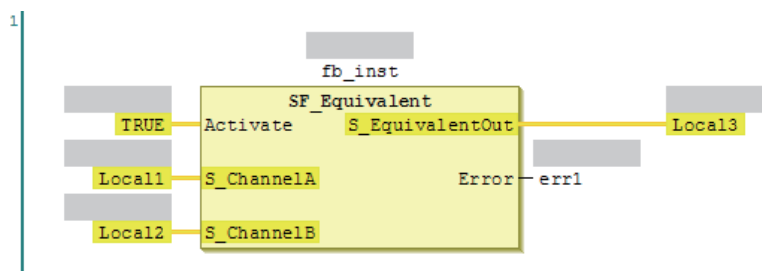 1
fb_inst
SF_Equivalent
TRUE Activate S_EquivalentOut Local3
Local1 S_ChannelA Error err1
Local2 S_ChannelB